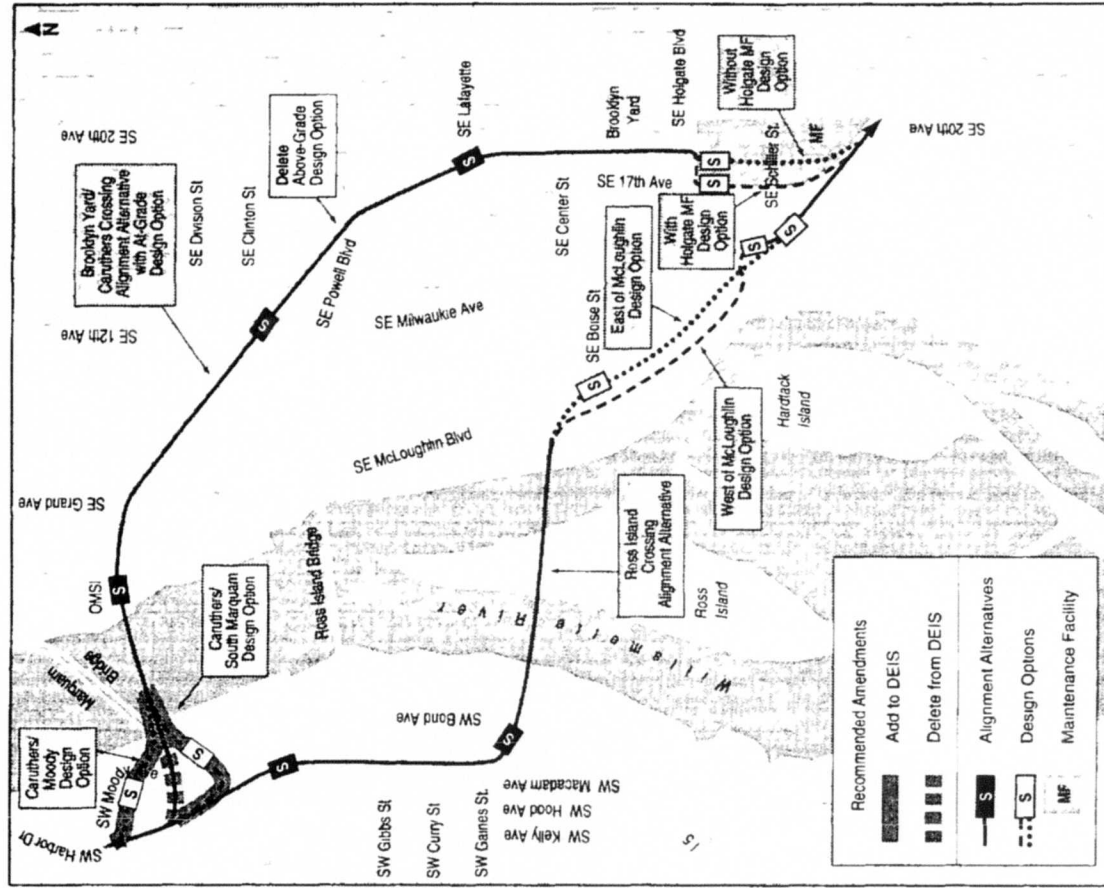 N
SE 20th Ave
Brooklyn Yard/
Caruthers Crossing
Alignment Alternative
with At-Grade
Design Option
SE Division St
SE Clinton St
SE 12th Ave
Delete
Above-Grade
Design Option
SE Lafayette
S
S
SE Powell Blvd
SE Milwaukie Ave
SE Grand Ave
SE McLoughlin Blvd
OMSI
S
Marquam
Bridge
Caruthers/
South Marquam
Design Option
Ross Island Bridge
Caruthers/
Moody
Design
Option
SW Moody Ave
S
S
SW Harbor Dr
S
SW Bond Ave
S
SW Gibbs St
SW Curry St
SW Gaines St.
SW Macadam Ave
SW Hood Ave
SW Kelly Ave
15
Willamette River
Ross
Island
Ross Island
Crossing
Alignment Alternative
Hardtack
Island
West of McLoughlin
Design Option
S
SE Boise St
East of McLoughlin
Design Option
SE Center St
SE 17th Ave
Brooklyn
Yard
SE Holgate Blvd
S
S
With
Holgate MF
Design
Option
SE Schiller St.
MF
Without
Holgate MF
Design
Option
S
S
SE 20th Ave
Recommended Amendments
Add to DEIS
Delete from DEIS
S
Alignment Alternatives
S
Design Options
MF
Maintenance Facility